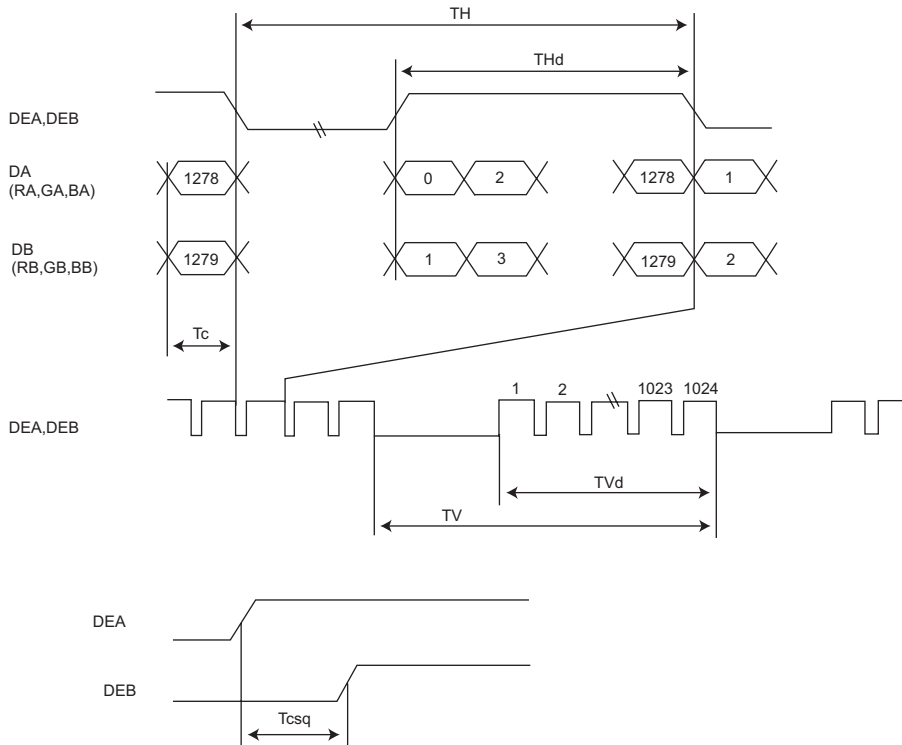 TH
THd
DEA,DEB
DA
(RA,GA,BA)
1278 0 2 1278 1
DB
(RB,GB,BB)
1279 1 3 1279 2
Tc
1 2 1023 1024
DEA,DEB
TVd
TV
DEA
DEB
Tcsq